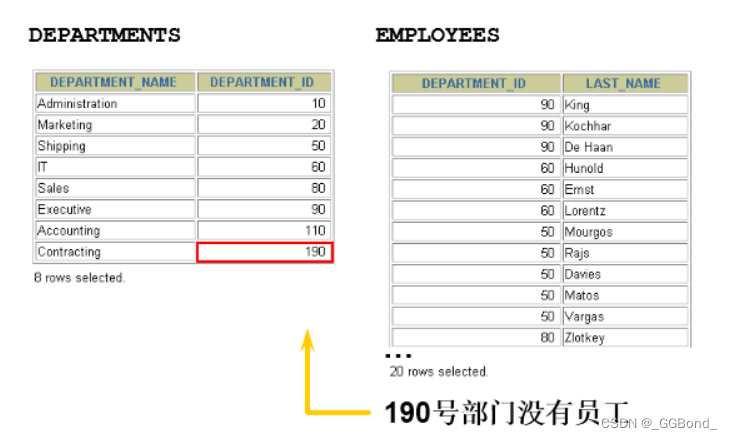 DEPARTMENTS
DEPARTMENT_NAME DEPARTMENT_ID
Administration 10
Marketing 20
Shipping 50
IT 60
Sales 80
Executive 90
Accounting 110
Contracting 190
8 rows selected.
EMPLOYEES
DEPARTMENT_ID LAST_NAME
90 King
90 Kochhar
90 De Haan
60 Hunold
60 Ernst
60 Lorentz
50 Mourgos
50 Rajs
50 Davies
50 Matos
50 Vargas
80 Zlotkey
...
20 rows selected.
190号部门没有员工
CSDN @_GGBond_